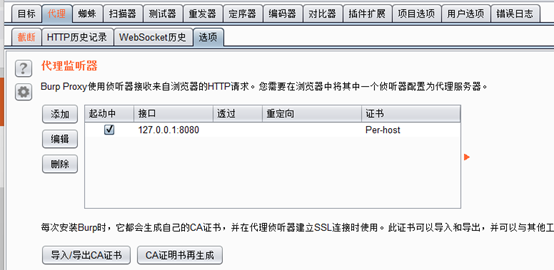 目标 代理 蜘蛛 扫描器 测试器 重发器 定序器 编码器 对比器 插件扩展 项目选项 用户选项 错误日志
截断 HTTP历史记录 WebSocket历史 选项
? 代理监听器
Burp Proxy使用侦听器接收来自浏览器的HTTP请求。您需要在浏览器中将其中一个侦听器配置为代理服务器。
添加 起动中 接口 透过 重定向 证书
127.0.0.1:8080 Per-host
编辑
删除
每次安装Burp时，它都会生成自己的CA证书，并在代理侦听器建立SSL连接时使用。此证书可以导入和导出，并可以与其他工
导入/导出CA证书 CA证明书再生成